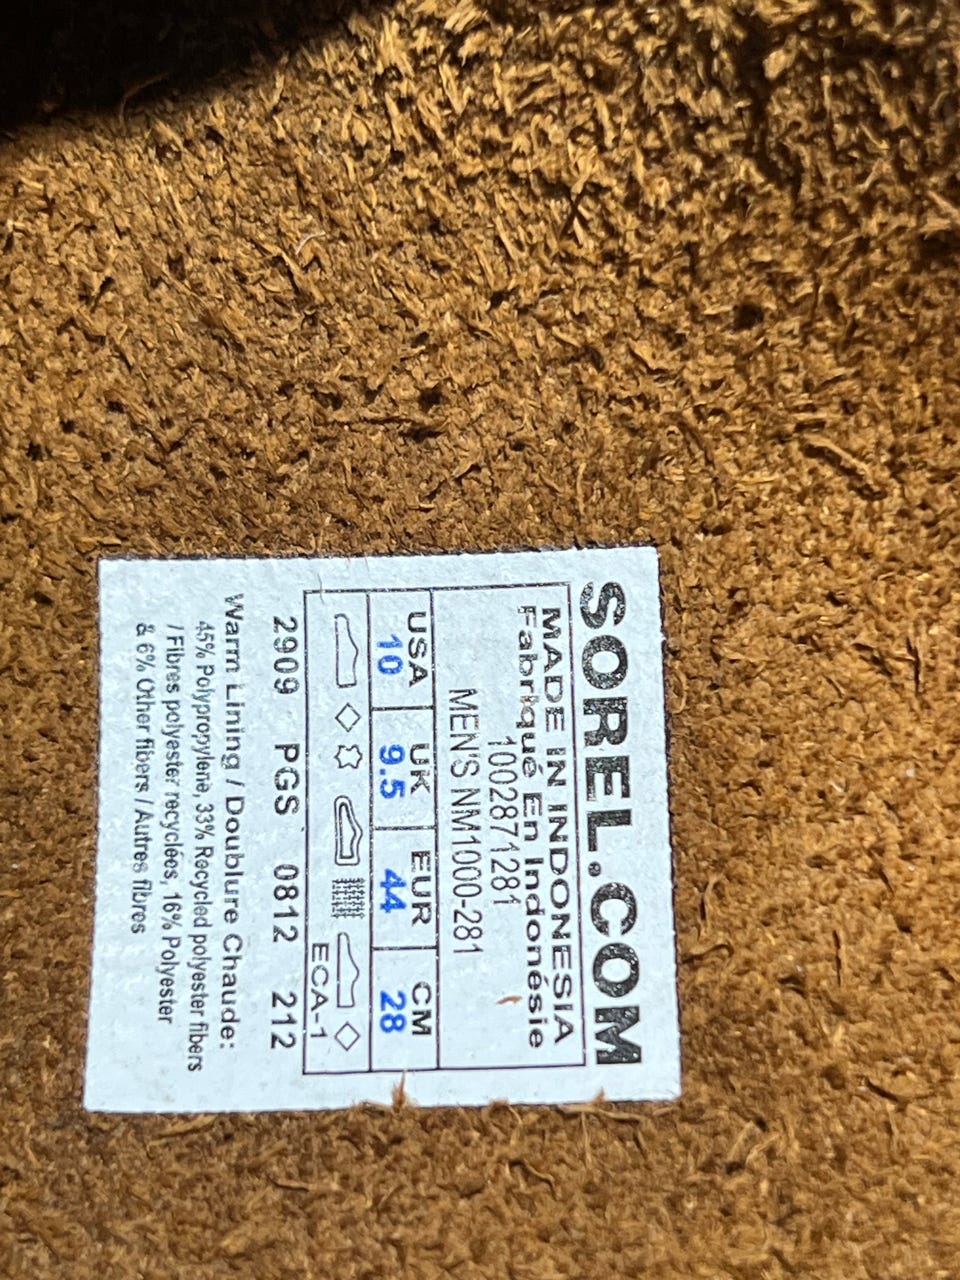 SOREL.COM
MADE IN INDONESIA
Fabriqué En Indonésie
1002871281
MEN'S NM1000-281
USA UK EUR CM
10 9.5 44 28
ECA-1
2909 PGS 0812 212
Warm Lining / Doublure Chaude:
45% Polypropylene, 33% Recycled polyester fibers
/ Fibres polyester recyclées, 16% Polyester
& 6% Other fibers / Autres fibres